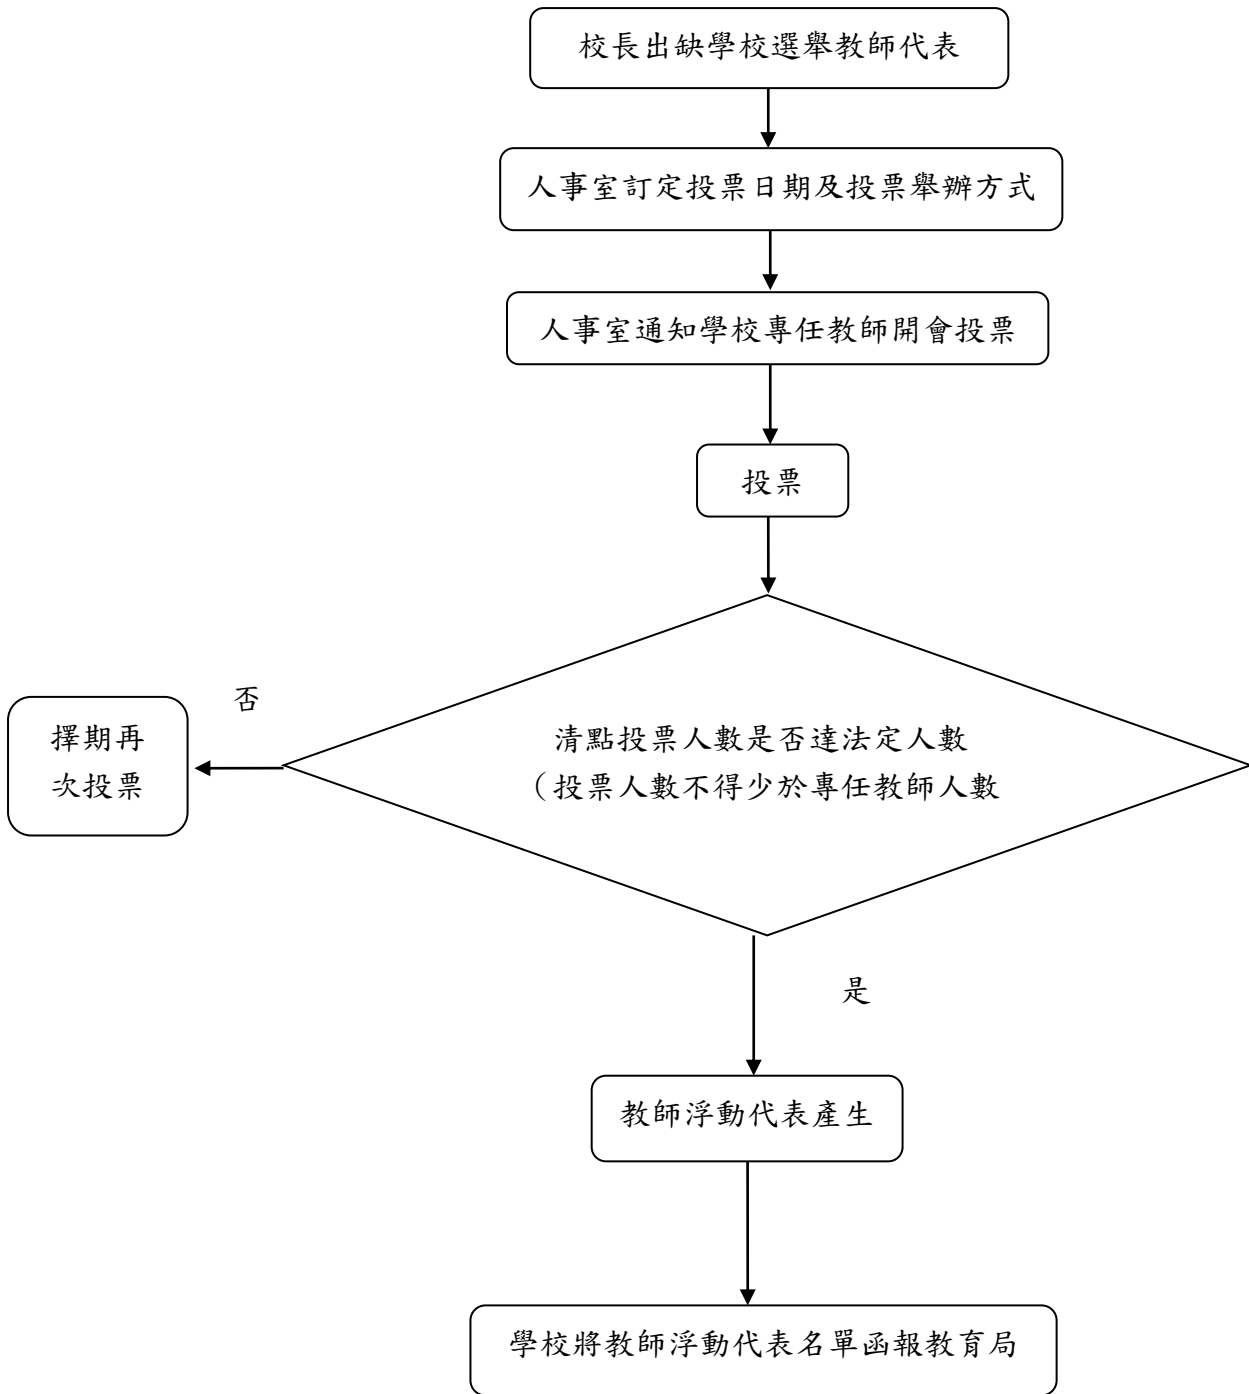 校長出缺學校選舉教師代表
人事室訂定投票日期及投票舉辦方式
人事室通知學校專任教師開會投票
投票
否
擇期再
次投票
清點投票人數是否達法定人數
（投票人數不得少於專任教師人數
是
教師浮動代表產生
學校將教師浮動代表名單函報教育局